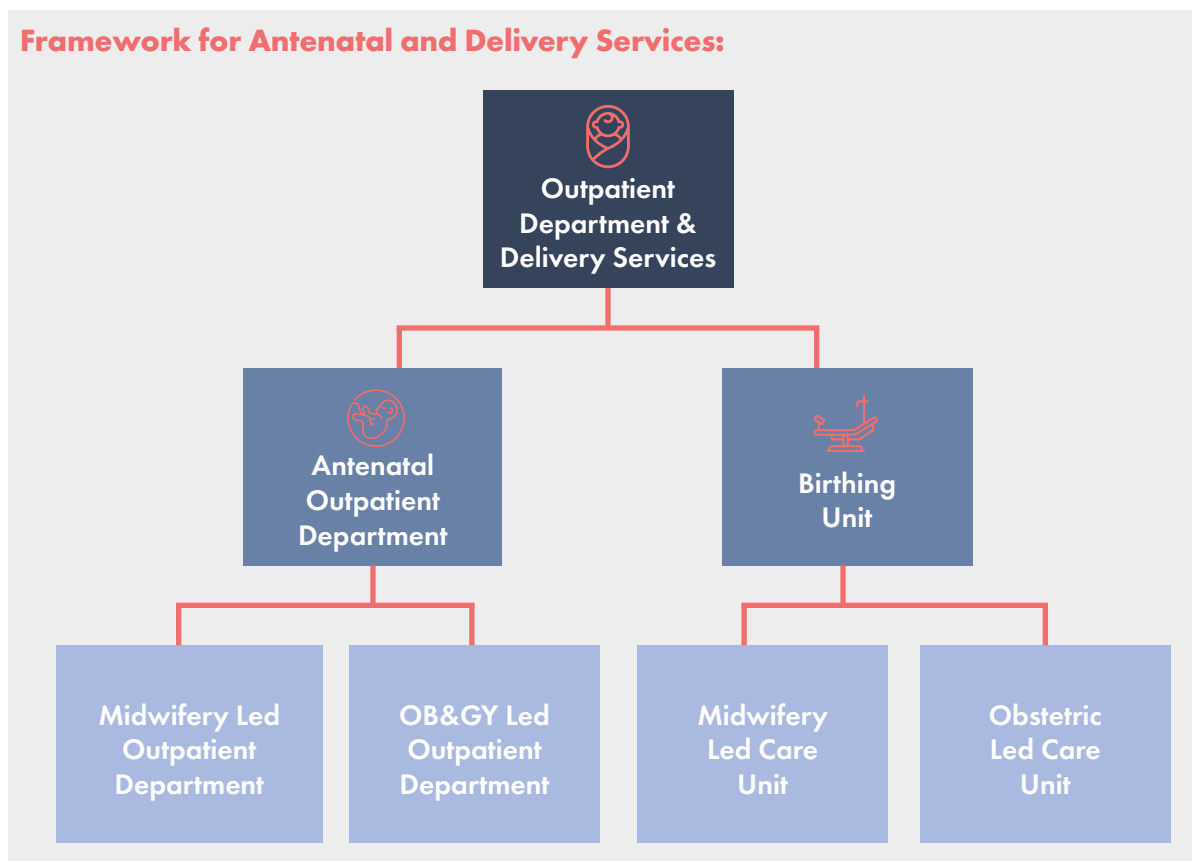 Framework for Antenatal and Delivery Services:
Outpatient
Department &
Delivery Services
Antenatal
Outpatient
Department
Birthing
Unit
Midwifery Led
Outpatient
Department
OB&GY Led
Outpatient
Department
Midwifery
Led Care
Unit
Obstetric
Led Care
Unit